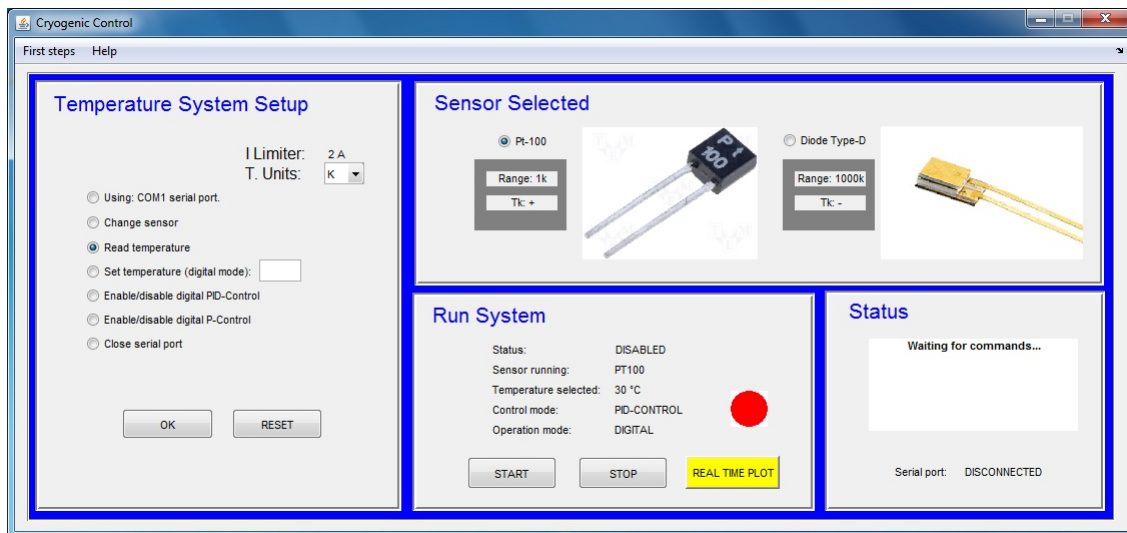 Cryogenic Control
First steps Help
Temperature System Setup
I Limiter: 2 A
T. Units: K
Using: COM1 serial port.
Change sensor
Read temperature
Set temperature (digital mode):
Enable/disable digital PID-Control
Enable/disable digital P-Control
Close serial port
OK RESET
Sensor Selected
Pt-100
Range: 1k
Tk: +
Pt
100
Diode Type-D
Range: 1000k
Tk: -
Run System
Status: DISABLED
Sensor running: PT100
Temperature selected: 30 °C
Control mode: PID-CONTROL
Operation mode: DIGITAL
START STOP REAL TIME PLOT
Status
Waiting for commands...
Serial port: DISCONNECTED